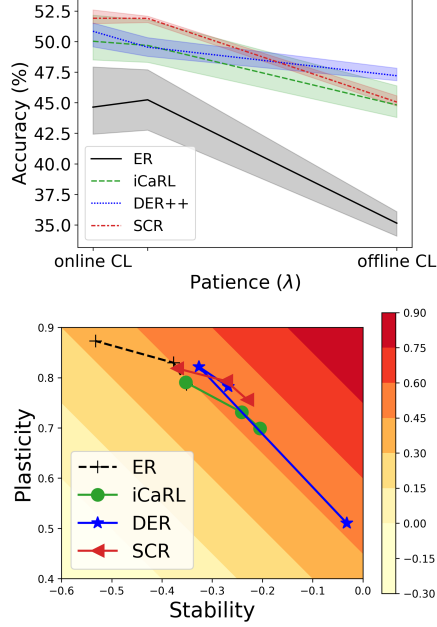 52.5
50.0
47.5
45.0
42.5
40.0
37.5
35.0
Accuracy (%)
ER
iCaRL
DER++
SCR
online CL
offline CL
Patience (λ)
0.9
0.8
0.7
0.6
0.5
0.4
Plasticity
ER
iCaRL
DER
SCR
−0.6
−0.5
−0.4
−0.3
−0.2
−0.1
0.0
Stability
0.90
0.75
0.60
0.45
0.30
0.15
0.00
−0.15
−0.30